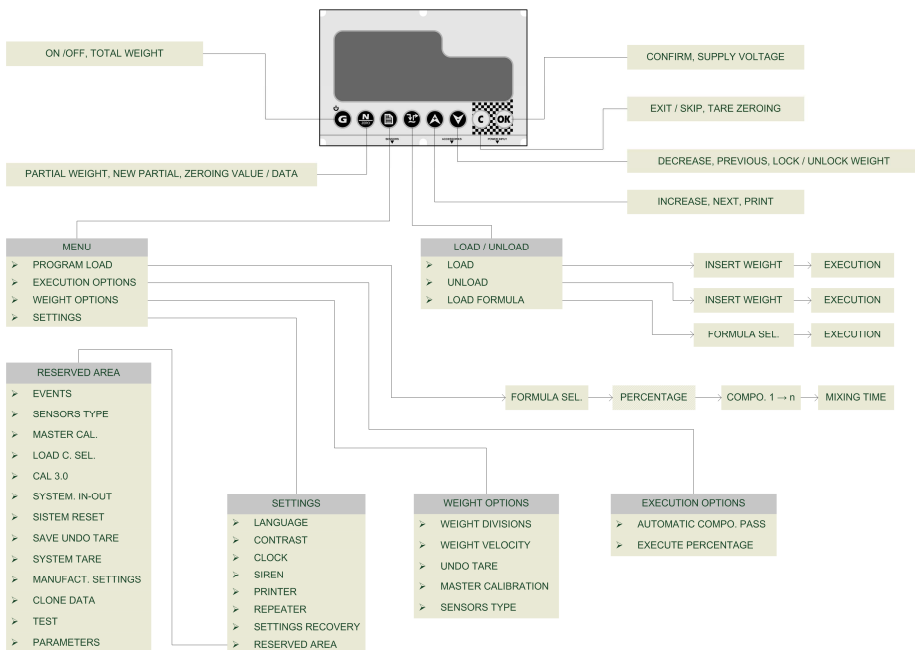 ON /OFF, TOTAL WEIGHT
CONFIRM, SUPPLY VOLTAGE
EXIT / SKIP, TARE ZEROING
G
N
C
OK
DECREASE, PREVIOUS, LOCK / UNLOCK WEIGHT
PARTIAL WEIGHT, NEW PARTIAL, ZEROING VALUE / DATA
INCREASE, NEXT, PRINT
MENU
➢ PROGRAM LOAD
➢ EXECUTION OPTIONS
➢ WEIGHT OPTIONS
➢ SETTINGS
LOAD / UNLOAD
➢ LOAD
➢ UNLOAD
➢ LOAD FORMULA
INSERT WEIGHT → EXECUTION
INSERT WEIGHT → EXECUTION
FORMULA SEL. → EXECUTION
FORMULA SEL. → PERCENTAGE → COMPO. 1 → n → MIXING TIME
RESERVED AREA
➢ EVENTS
➢ SENSORS TYPE
➢ MASTER CAL.
➢ LOAD C. SEL.
➢ CAL 3.0
➢ SYSTEM. IN-OUT
➢ SISTEM RESET
➢ SAVE UNDO TARE
➢ SYSTEM TARE
➢ MANUFACT. SETTINGS
➢ CLONE DATA
➢ TEST
➢ PARAMETERS
SETTINGS
➢ LANGUAGE
➢ CONTRAST
➢ CLOCK
➢ SIREN
➢ PRINTER
➢ REPEATER
➢ SETTINGS RECOVERY
➢ RESERVED AREA
WEIGHT OPTIONS
➢ WEIGHT DIVISIONS
➢ WEIGHT VELOCITY
➢ UNDO TARE
➢ MASTER CALIBRATION
➢ SENSORS TYPE
EXECUTION OPTIONS
➢ AUTOMATIC COMPO. PASS
➢ EXECUTE PERCENTAGE